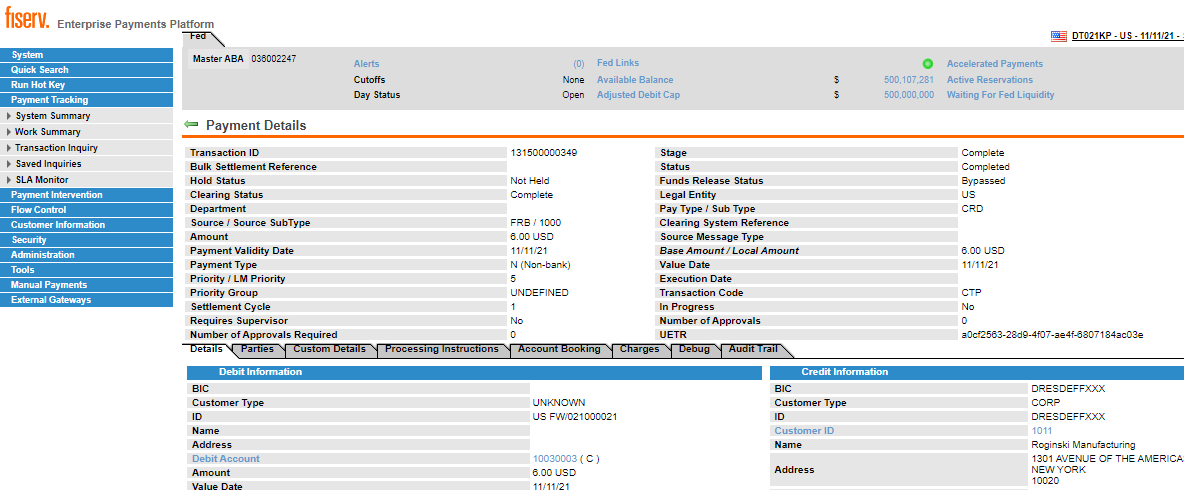 fiserv. Enterprise Payments Platform
Fed
DT021KP - US - 11/11/21 -
System
Quick Search
Run Hot Key
Payment Tracking
System Summary
Work Summary
Transaction Inquiry
Saved Inquiries
SLA Monitor
Payment Intervention
Flow Control
Customer Information
Security
Administration
Tools
Manual Payments
External Gateways
Master ABA 036002247
Alerts (0) Fed Links Accelerated Payments
Cutoffs None Available Balance $ 500,107,281 Active Reservations
Day Status Open Adjusted Debit Cap $ 500,000,000 Waiting For Fed Liquidity
Payment Details
Transaction ID 131500000349 Stage Complete
Bulk Settlement Reference Status Completed
Hold Status Not Held Funds Release Status Bypassed
Clearing Status Complete Legal Entity US
Department Pay Type / Sub Type CRD
Source / Source SubType FRB / 1000 Clearing System Reference
Amount 6.00 USD Source Message Type
Payment Validity Date 11/11/21 Base Amount / Local Amount 6.00 USD
Payment Type N (Non-bank) Value Date 11/11/21
Priority / LM Priority 5 Execution Date
Priority Group UNDEFINED Transaction Code CTP
Settlement Cycle 1 In Progress No
Requires Supervisor No Number of Approvals 0
Number of Approvals Required 0 UETR a0cf2563-28d9-4f07-ae4f-6807184ac03e
Details Parties Custom Details Processing Instructions Account Booking Charges Debug Audit Trail
Debit Information Credit Information
BIC BIC DRESDEFFXXX
Customer Type UNKNOWN Customer Type CORP
ID US FW/021000021 ID DRESDEFFXXX
Name Customer ID 1011
Address Name Roginski Manufacturing
Debit Account 10030003 ( C ) Address 1301 AVENUE OF THE AMERICA
Amount 6.00 USD NEW YORK
Value Date 11/11/21 10020